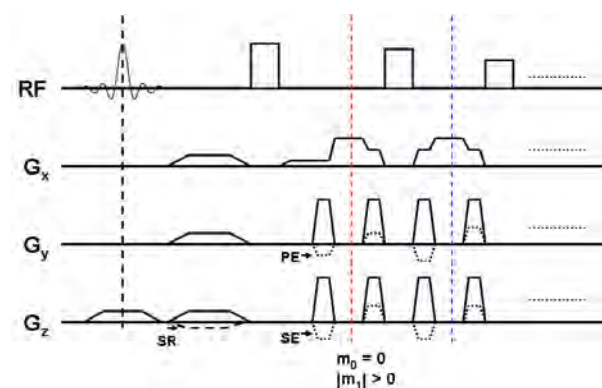 RF
Gx
Gy
PE
Gz
SR
SE
m0 = 0
|m1| > 0